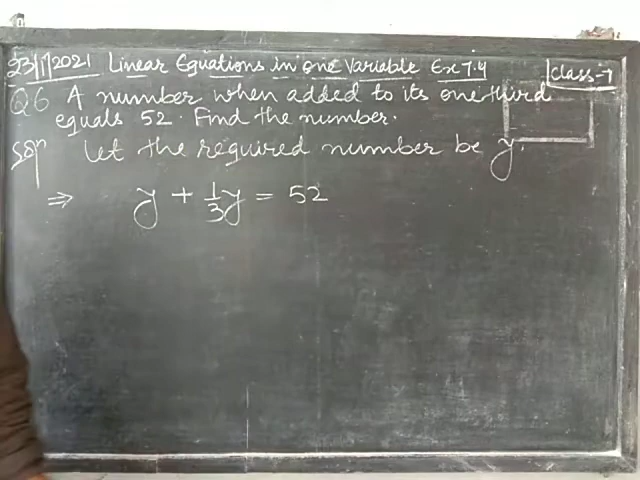 23/1/2021 Linear Equations in one Variable Ex 7.4 Class-7
Q6 A number when added to its one third
equals 52. Find the number.
Sol Let the required number be y.
⇒ y + 1/3 y = 52